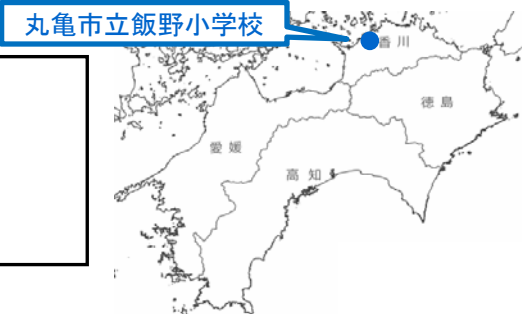 丸亀市立飯野小学校
香川
徳島
愛媛
高知